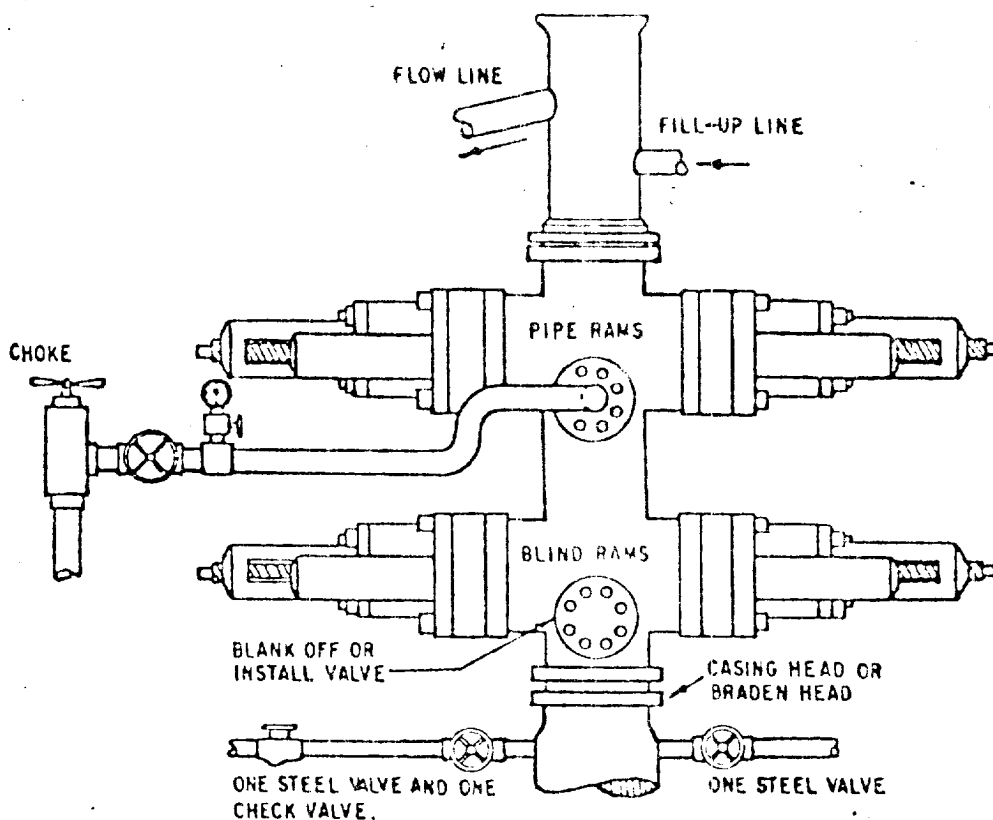 FLOW LINE
FILL-UP LINE
PIPE RAMS
CHOKE
BLIND RAMS
BLANK OFF OR
INSTALL VALVE
CASING HEAD OR
BRADEN HEAD
ONE STEEL VALVE AND ONE
CHECK VALVE.
ONE STEEL VALVE